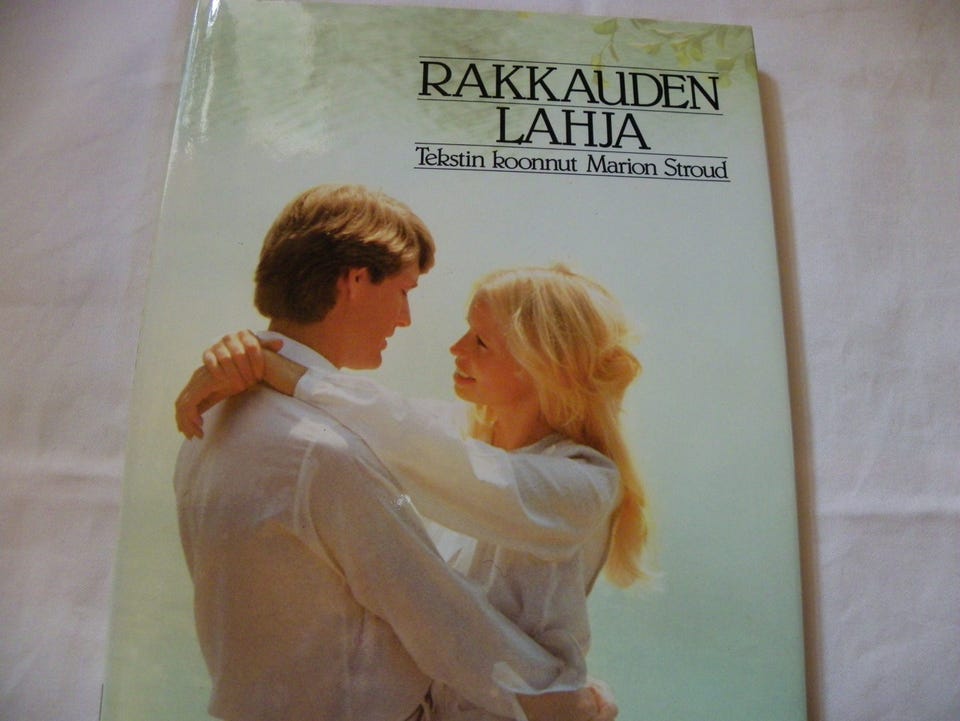 RAKKAUDEN
LAHJA
Tekstin koonnut Marion Stroud